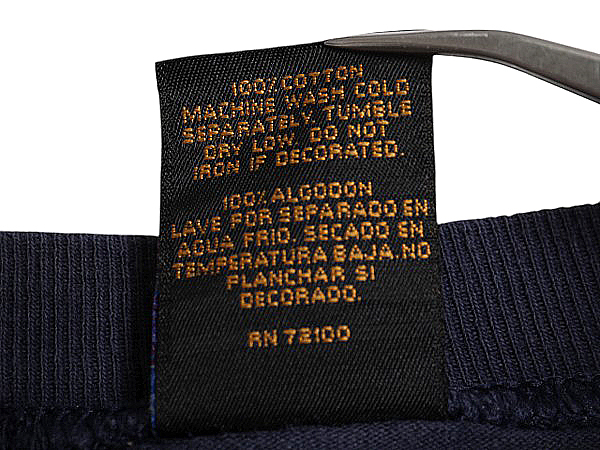 100% COTTON
MACHINE WASH COLD
SEPARATELY, TUMBLE
DRY LOW, DO NOT
IRON IF DECORATED.
100% ALGODON
LAVE POR SEPARADO EN
AGUA FRIO, SECADO EN
TEMPERATURA BAJA. NO
PLANCHAR SI
DECORADO.
RN 72100